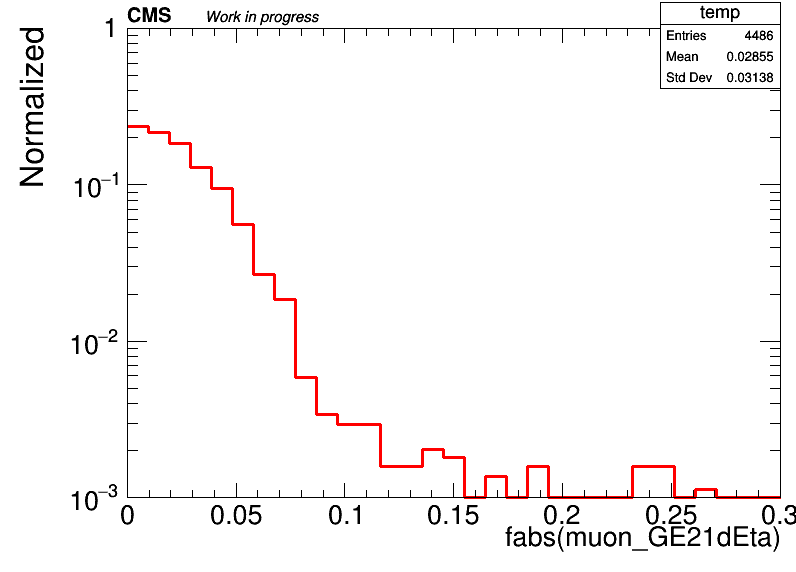 CMS Work in progress
temp
Entries 4486
Mean 0.02855
Std Dev 0.03138
Normalized
1
10⁻¹
10⁻²
10⁻³
0 0.05 0.1 0.15 0.2 0.25 0.3
fabs(muon_GE21dEta)